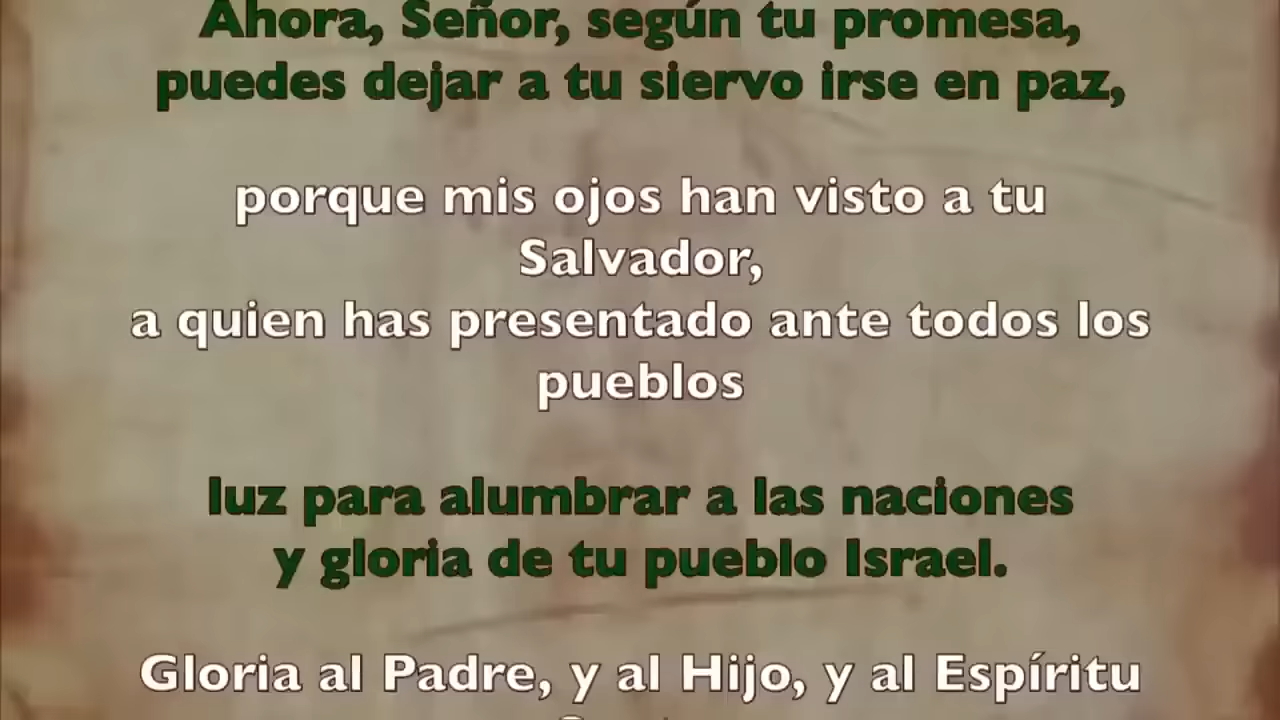 Ahora, Señor, según tu promesa,
puedes dejar a tu siervo irse en paz,
porque mis ojos han visto a tu
Salvador,
a quien has presentado ante todos los
pueblos
luz para alumbrar a las naciones
y gloria de tu pueblo Israel.
Gloria al Padre, y al Hijo, y al Espíritu